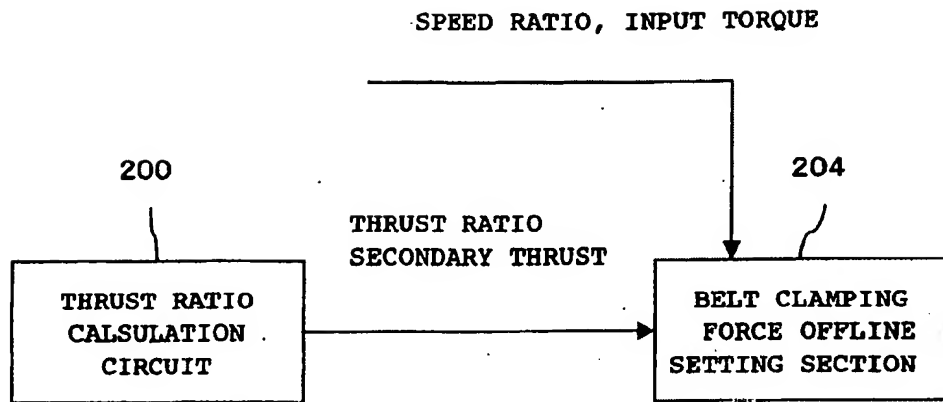 SPEED RATIO, INPUT TORQUE
200
204
THRUST RATIO
SECONDARY THRUST
THRUST RATIO
CALSULATION
CIRCUIT
BELT CLAMPING
FORCE OFFLINE
SETTING SECTION